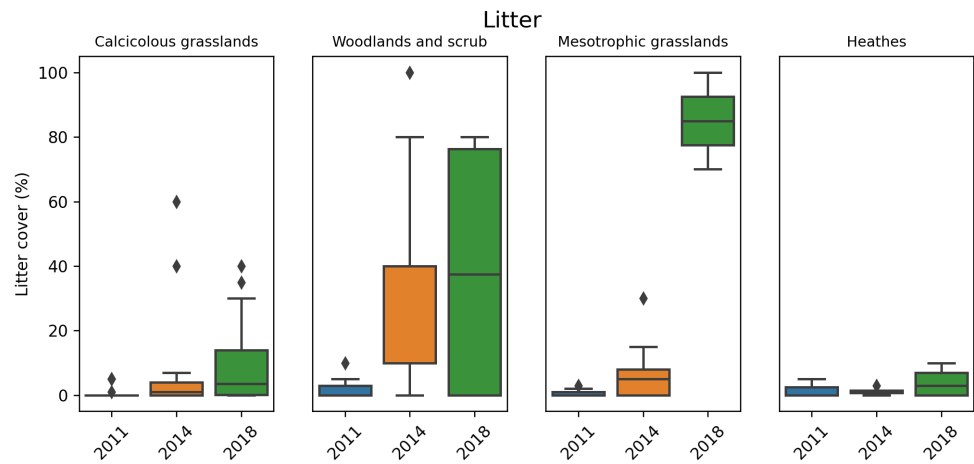 Litter
Calcicolous grasslands
Woodlands and scrub
Mesotrophic grasslands
Heathes
Litter cover (%)
100
80
60
40
20
0
2011 2014 2018
2011 2014 2018
2011 2014 2018
2011 2014 2018